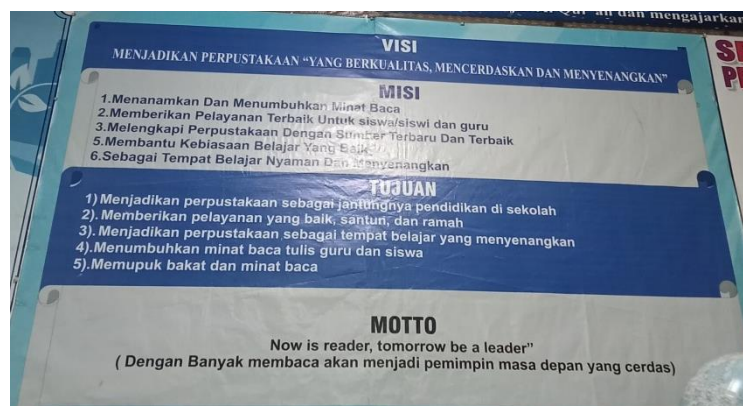 an dan mengajarkan
VISI
MENJADIKAN PERPUSTAKAAN “YANG BERKUALITAS, MENCERDASKAN DAN MENYENANGKAN”
MISI
1.Menanamkan Dan Menumbuhkan Minat Baca
2.Memberikan Pelayanan Terbaik Untuk siswa/siswi dan guru
3.Melengkapi Perpustakaan Dengan Sumber Terbaru Dan Terbaik
5.Membantu Kebiasaan Belajar Yang Baik
6.Sebagai Tempat Belajar Nyaman Dan Menyenangkan
TUJUAN
1) Menjadikan perpustakaan sebagai jantungnya pendidikan di sekolah
2). Memberikan pelayanan yang baik, santun, dan ramah
3). Menjadikan perpustakaan sebagai tempat belajar yang menyenangkan
4).Menumbuhkan minat baca tulis guru dan siswa
5).Memupuk bakat dan minat baca
MOTTO
Now is reader, tomorrow be a leader”
( Dengan Banyak membaca akan menjadi pemimpin masa depan yang cerdas)